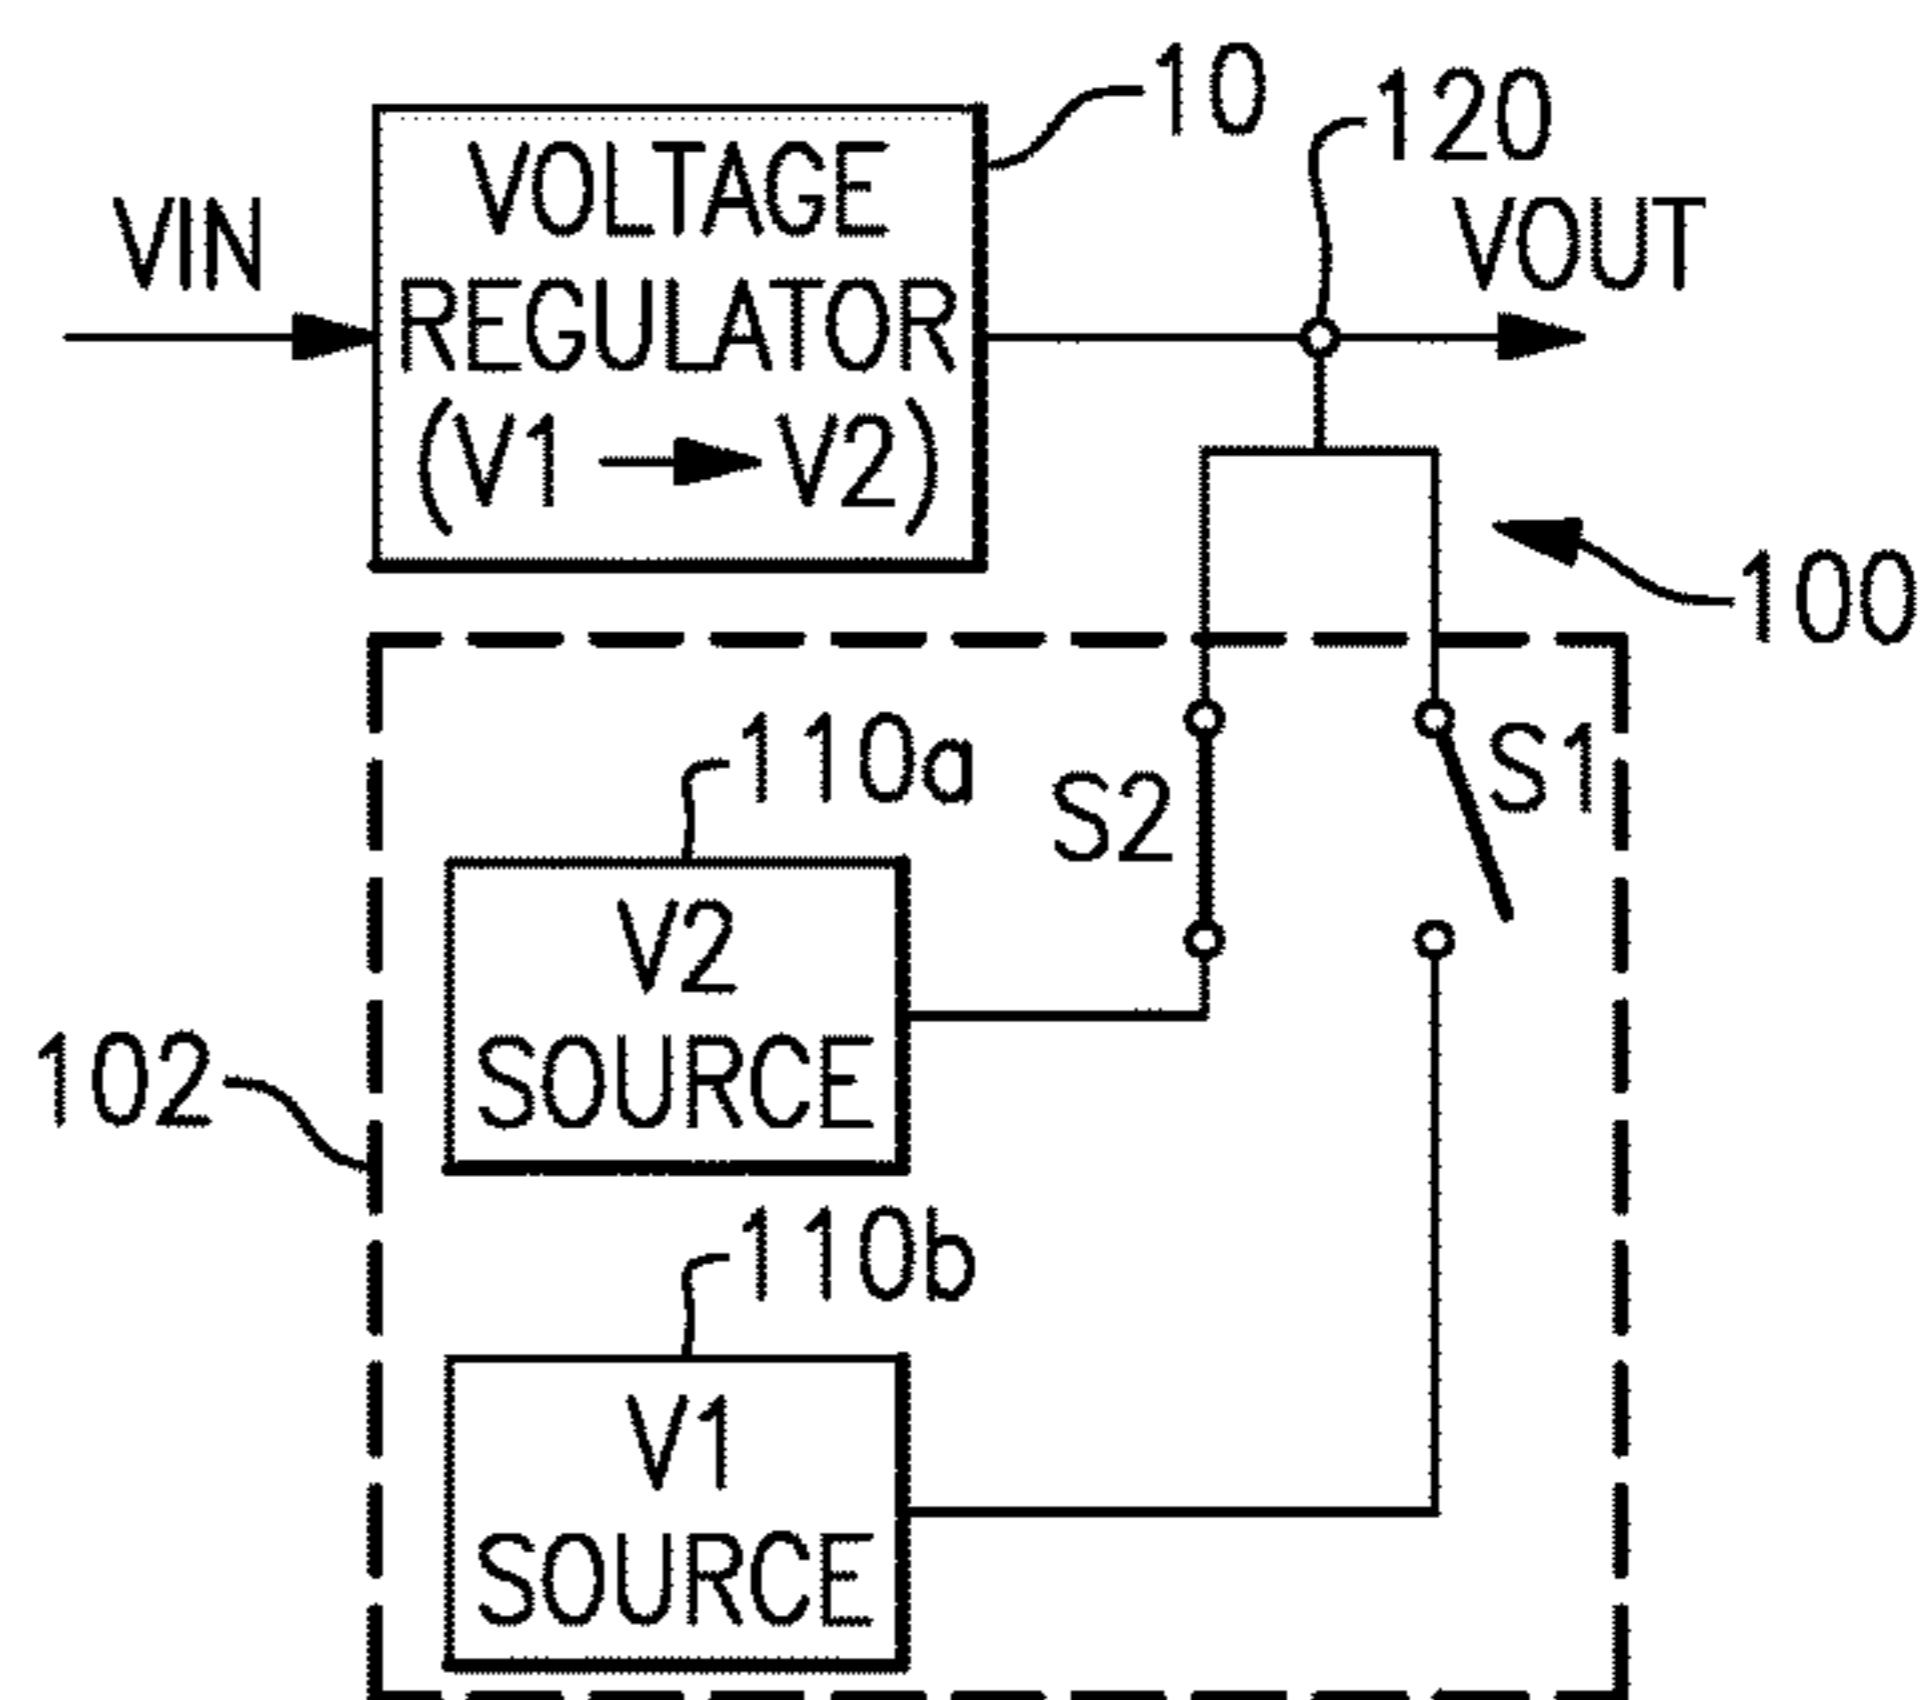 10
120
VIN
VOLTAGE
REGULATOR
(V1 → V2)
VOUT
100
110a
S2
S1
V2
SOURCE
102
110b
V1
SOURCE